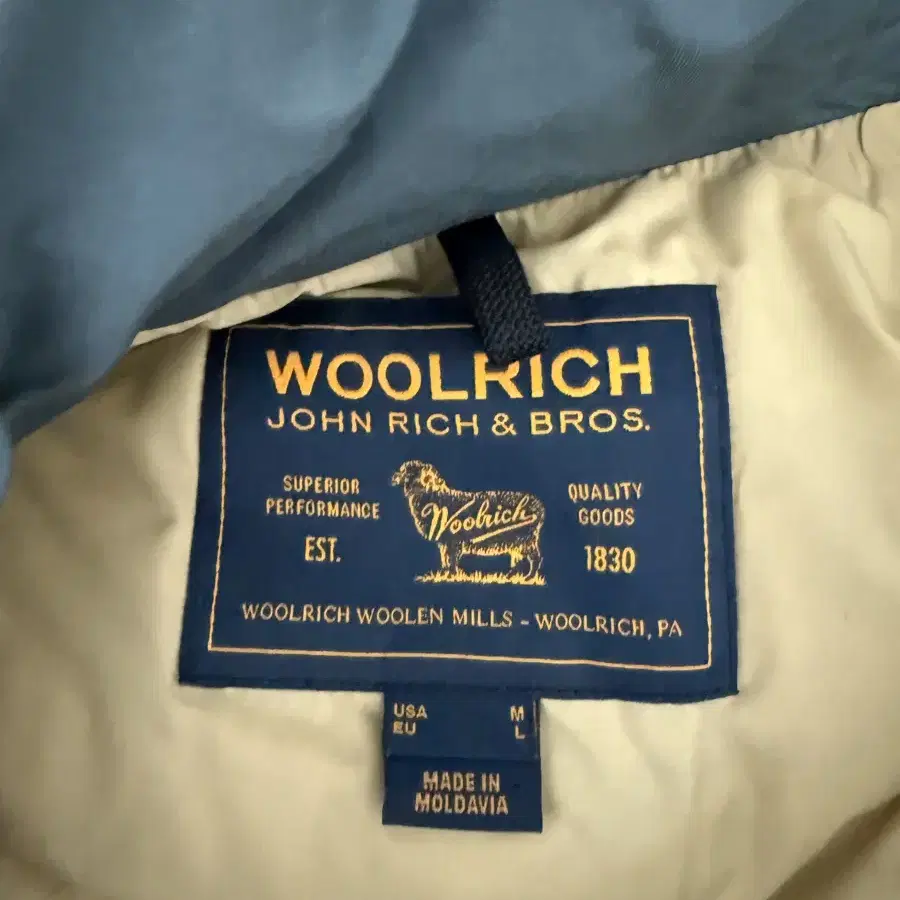 WOOLRICH
JOHN RICH & BROS.
SUPERIOR
PERFORMANCE
EST.
Woolrich
QUALITY
GOODS
1830
WOOLRICH WOOLEN MILLS - WOOLRICH, PA
USA M
EU L
MADE IN
MOLDAVIA